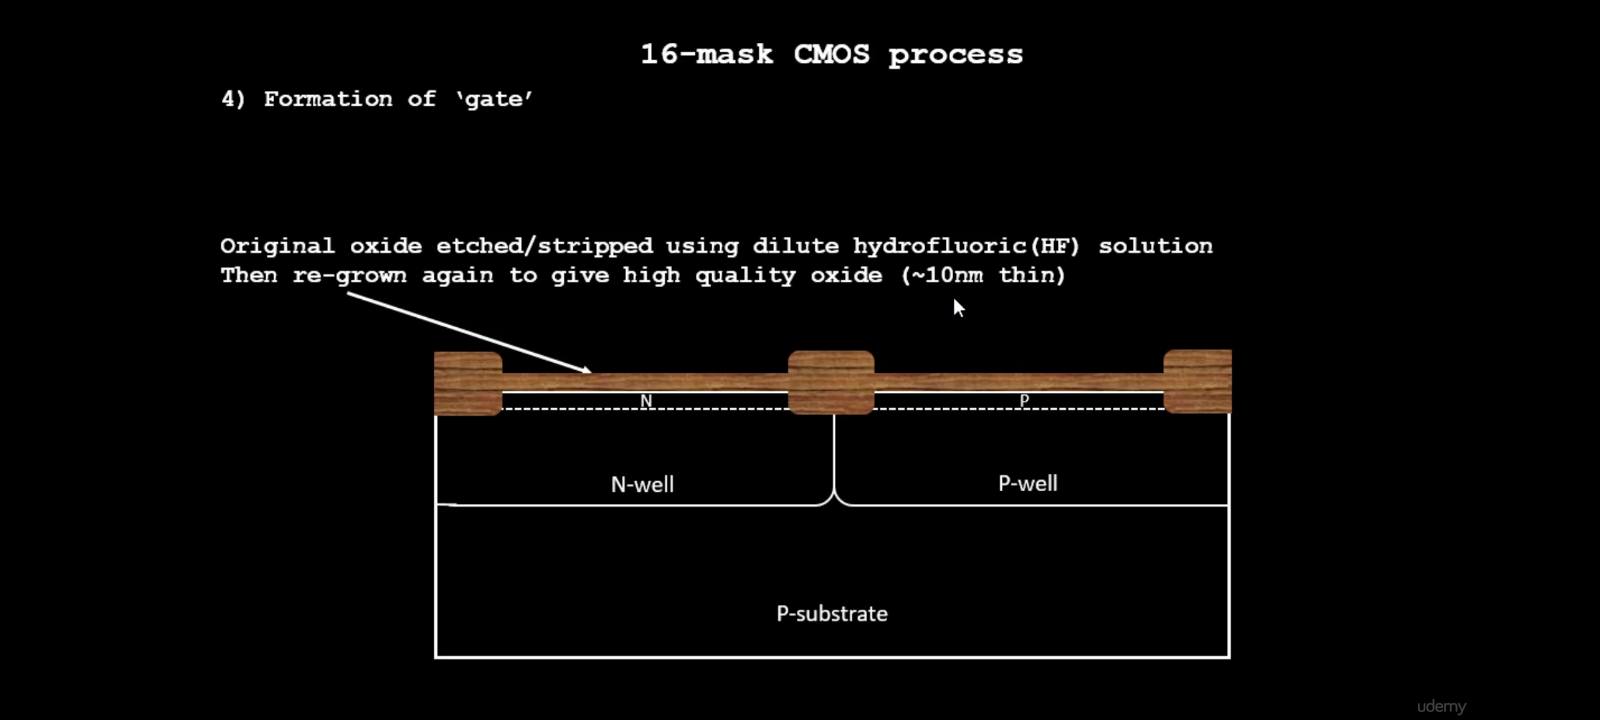 16-mask CMOS process
4) Formation of ‘gate’
Original oxide etched/stripped using dilute hydrofluoric(HF) solution
Then re-grown again to give high quality oxide (~10nm thin)
N
P
N-well
P-well
P-substrate
udemy